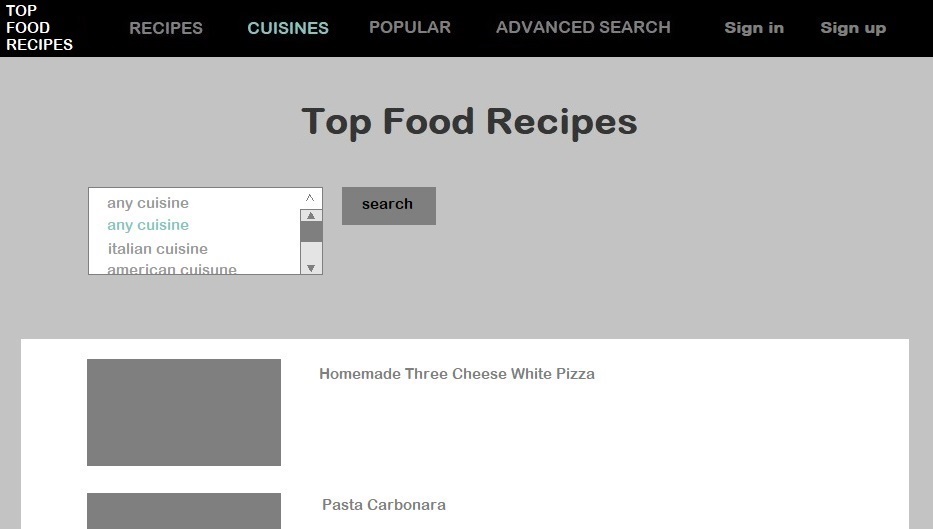 TOP
FOOD
RECIPES
RECIPES CUISINES POPULAR ADVANCED SEARCH Sign in Sign up
Top Food Recipes
any cuisine
search
any cuisine
italian cuisine
american cuisune
Homemade Three Cheese White Pizza
Pasta Carbonara